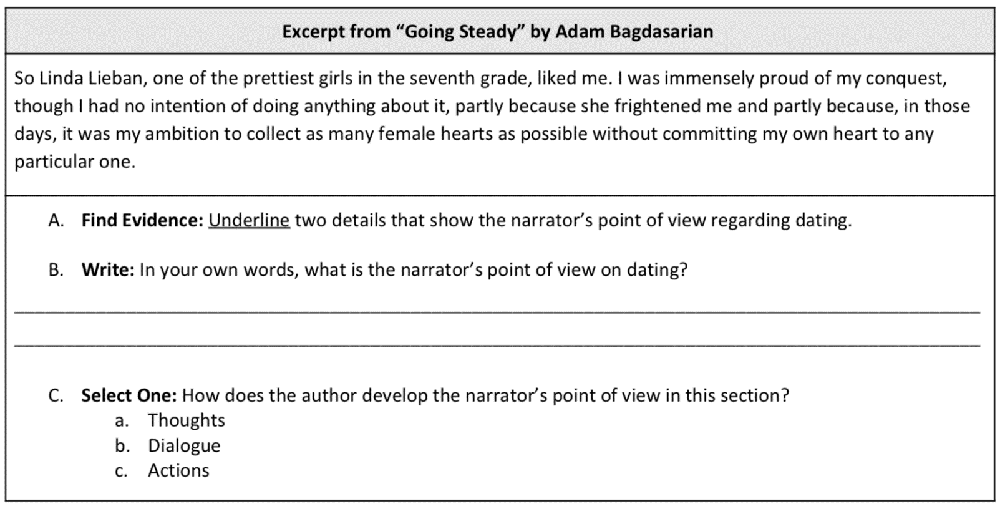 Excerpt from “Going Steady” by Adam Bagdasarian
So Linda Lieban, one of the prettiest girls in the seventh grade, liked me. I was immensely proud of my conquest,
though I had no intention of doing anything about it, partly because she frightened me and partly because, in those
days, it was my ambition to collect as many female hearts as possible without committing my own heart to any
particular one.
A. Find Evidence: Underline two details that show the narrator’s point of view regarding dating.
B. Write: In your own words, what is the narrator’s point of view on dating?
C. Select One: How does the author develop the narrator’s point of view in this section?
a. Thoughts
b. Dialogue
c. Actions